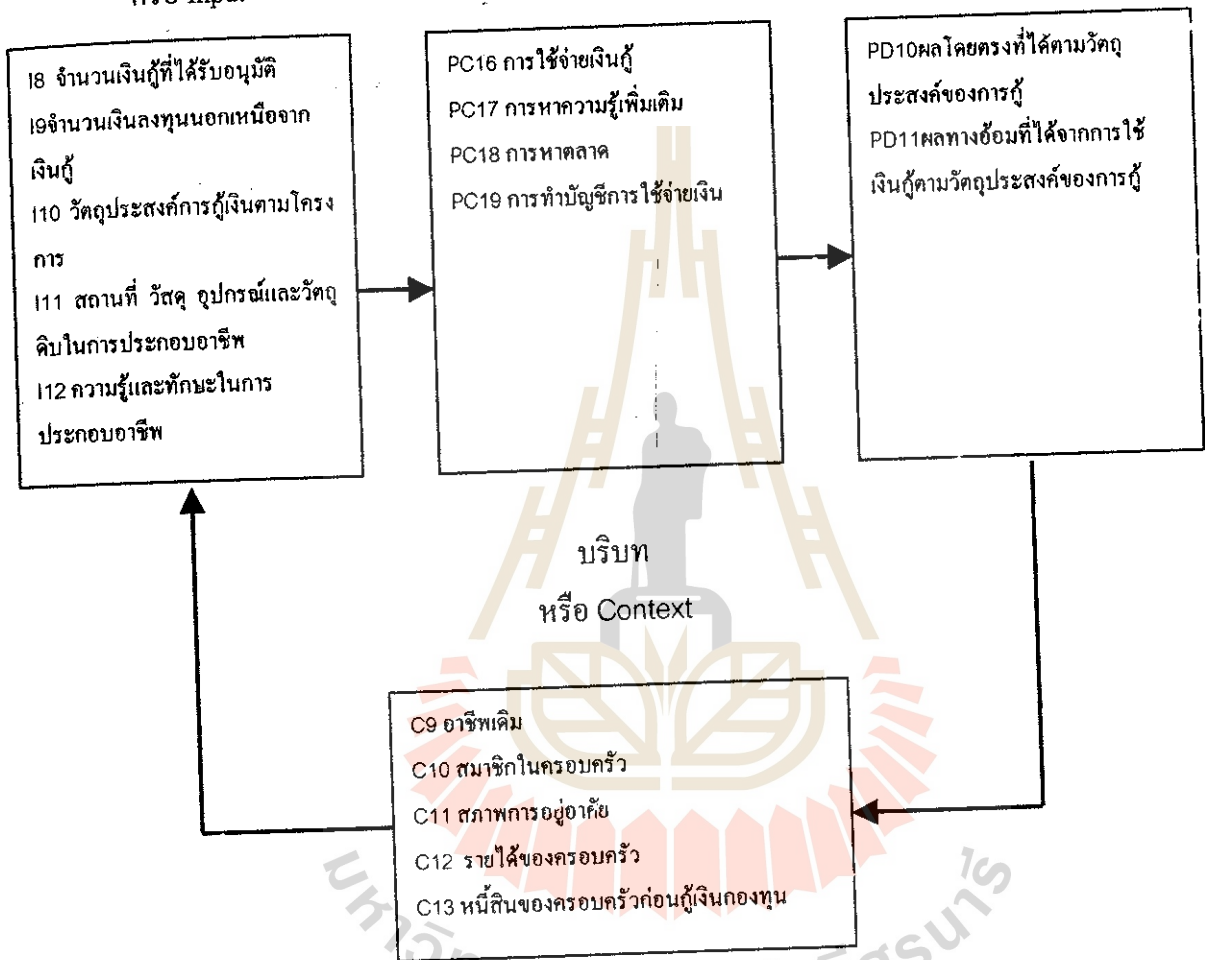 หรือ Input
I8 จำนวนเงินกู้ที่ได้รับอนุมัติ
I9จำนวนเงินลงทุนนอกเหนือจาก
เงินกู้
I10 วัตถุประสงค์การกู้เงินตามโครง
การ
I11 สถานที่ วัสดุ อุปกรณ์และวัตถุ
ดิบในการประกอบอาชีพ
I12 ความรู้และทักษะในการ
ประกอบอาชีพ
PC16 การใช้จ่ายเงินกู้
PC17 การหาความรู้เพิ่มเติม
PC18 การหาตลาด
PC19 การทำบัญชีการใช้จ่ายเงิน
PD10ผลโดยตรงที่ได้ตามวัตถุ
ประสงค์ของการกู้
PD11ผลทางอ้อมที่ได้จากการใช้
เงินกู้ตามวัตถุประสงค์ของการกู้
บริบท
หรือ Context
C9 อาชีพเดิม
C10 สมาชิกในครอบครัว
C11 สภาพการอยู่อาศัย
C12 รายได้ของครอบครัว
C13 หนี้สินของครอบครัวก่อนกู้เงินกองทุน